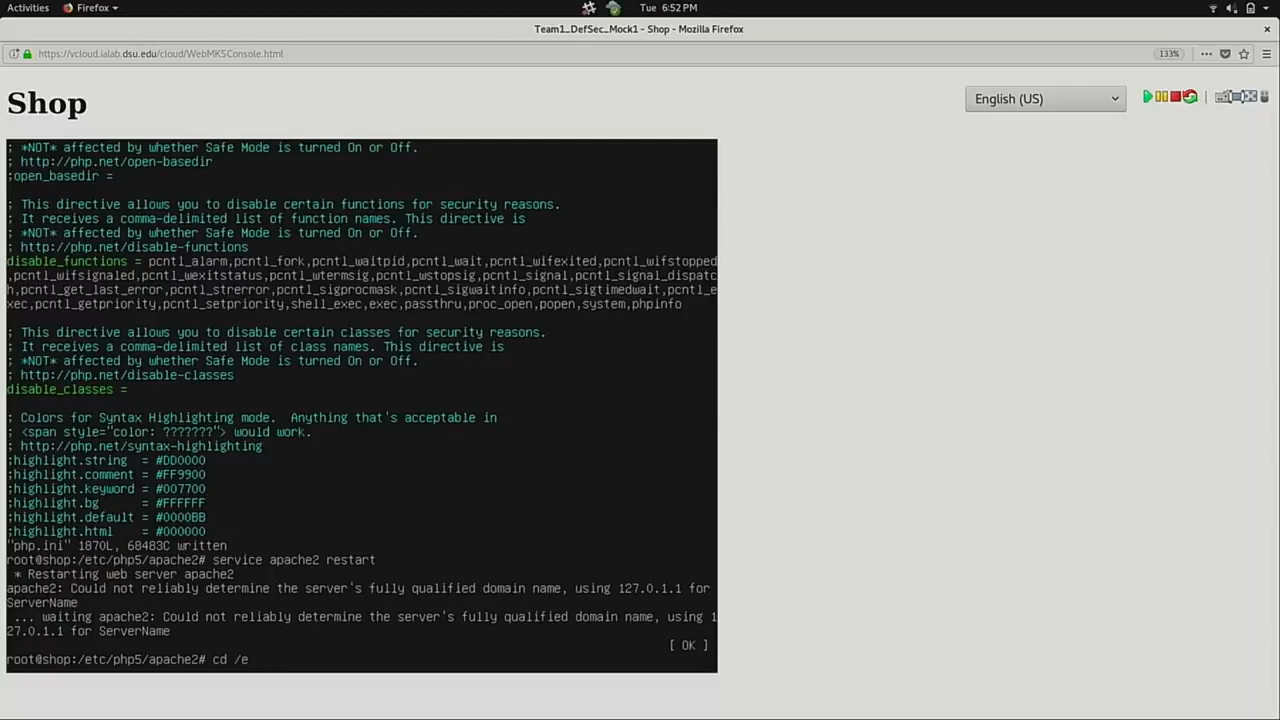 Activities
Firefox
Tue 6:52 PM
Team1_DefSec_Mock1 - Shop - Mozilla Firefox
https://vcloud.ialab.dsu.edu/cloud/WebMKSConsole.html
133%
Shop
English (US)
; *NOT* affected by whether Safe Mode is turned On or Off.
; http://php.net/open-basedir
;open_basedir =
; This directive allows you to disable certain functions for security reasons.
; It receives a comma-delimited list of function names. This directive is
; *NOT* affected by whether Safe Mode is turned On or Off.
; http://php.net/disable-functions
disable_functions = pcntl_alarm,pcntl_fork,pcntl_waitpid,pcntl_wait,pcntl_wifexited,pcntl_wifstopped
,pcntl_wifsignaled,pcntl_wexitstatus,pcntl_wtermsig,pcntl_wstopsig,pcntl_signal,pcntl_signal_dispatc
h,pcntl_get_last_error,pcntl_strerror,pcntl_sigprocmask,pcntl_sigwaitinfo,pcntl_sigtimedwait,pcntl_e
xec,pcntl_getpriority,pcntl_setpriority,shell_exec,exec,passthru,proc_open,popen,system,phpinfo
; This directive allows you to disable certain classes for security reasons.
; It receives a comma-delimited list of class names. This directive is
; *NOT* affected by whether Safe Mode is turned On or Off.
; http://php.net/disable-classes
disable_classes =
; Colors for Syntax Highlighting mode.  Anything that's acceptable in
; <span style="color: ???????"> would work.
; http://php.net/syntax-highlighting
;highlight.string  = #DD0000
;highlight.comment = #FF9900
;highlight.keyword = #007700
;highlight.bg      = #FFFFFF
;highlight.default = #0000BB
;highlight.html    = #000000
"php.ini" 1870L, 68483C written
root@shop:/etc/php5/apache2# service apache2 restart
* Restarting web server apache2
apache2: Could not reliably determine the server's fully qualified domain name, using 127.0.1.1 for
ServerName
... waiting apache2: Could not reliably determine the server's fully qualified domain name, using 1
27.0.1.1 for ServerName
[ OK ]
root@shop:/etc/php5/apache2# cd /e